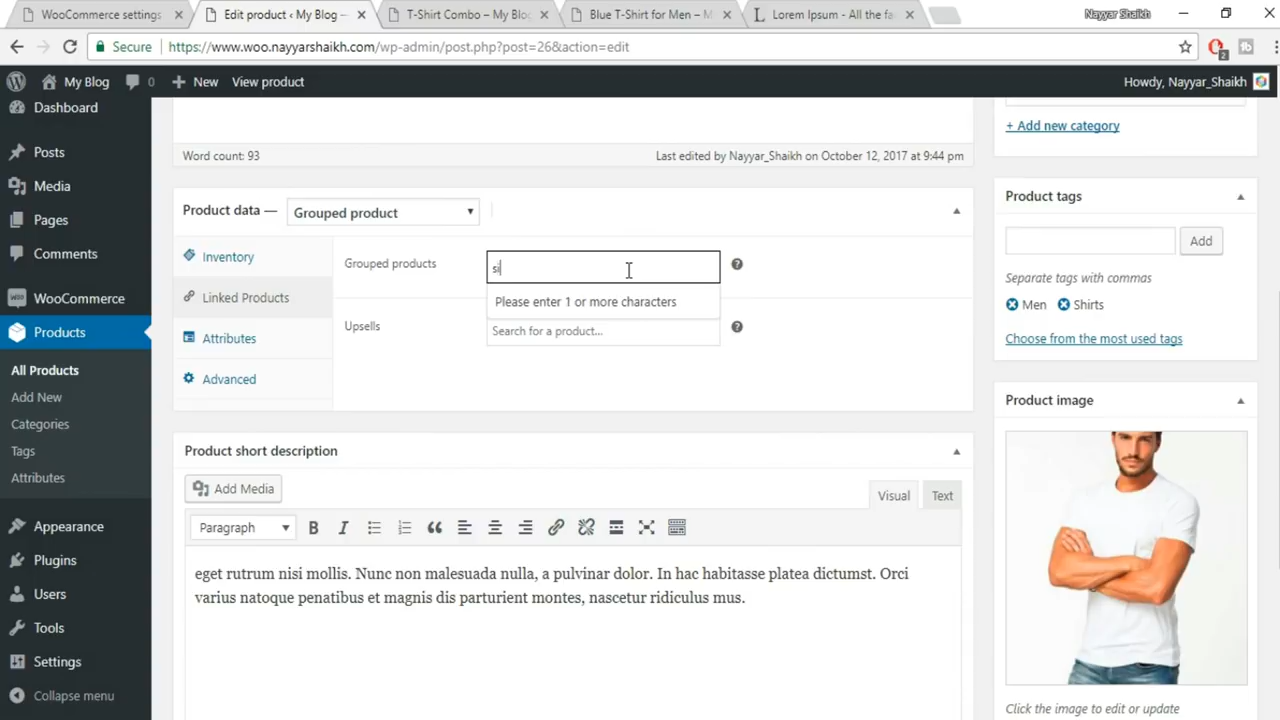 WooCommerce settings
Edit product ‹ My Blog —
T-Shirt Combo – My Blo
Blue T-Shirt for Men – M
Lorem Ipsum - All the fa
Nayyar Shaikh
Secure
https://www.woo.nayyarshaikh.com/wp-admin/post.php?post=26&action=edit
2
My Blog
0
New
View product
Howdy, Nayyar_Shaikh
Dashboard
Posts
Media
Pages
Comments
WooCommerce
Products
All Products
Add New
Categories
Tags
Attributes
Appearance
Plugins
Users
Tools
Settings
Collapse menu
Word count: 93
Last edited by Nayyar_Shaikh on October 12, 2017 at 9:44 pm
Product data —
Grouped product
Inventory
Linked Products
Attributes
Advanced
Grouped products
si
Please enter 1 or more characters
Upsells
Search for a product...
Product short description
Add Media
Visual
Text
Paragraph
B
I
eget rutrum nisi mollis. Nunc non malesuada nulla, a pulvinar dolor. In hac habitasse platea dictumst. Orci
varius natoque penatibus et magnis dis parturient montes, nascetur ridiculus mus.
+ Add new category
Product tags
Add
Separate tags with commas
Men
Shirts
Choose from the most used tags
Product image
Click the image to edit or update